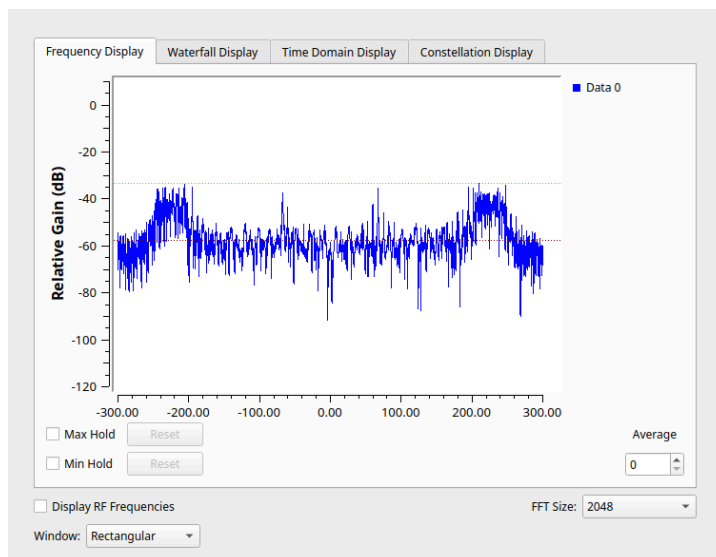 Frequency Display Waterfall Display Time Domain Display Constellation Display
Data 0
Relative Gain (dB)
0
-20
-40
-60
-80
-100
-120
-300.00 -200.00 -100.00 0.00 100.00 200.00 300.00
Max Hold Reset Average
Min Hold Reset 0
Display RF Frequencies FFT Size: 2048
Window: Rectangular